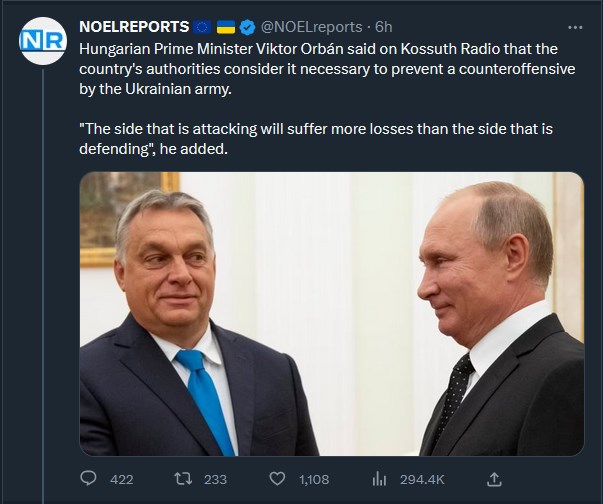 NR
NOELREPORTS 🇪🇺 🇺🇦 @NOELreports · 6h
Hungarian Prime Minister Viktor Orbán said on Kossuth Radio that the
country's authorities consider it necessary to prevent a counteroffensive
by the Ukrainian army.
"The side that is attacking will suffer more losses than the side that is
defending", he added.
422 233 1,108 294.4K